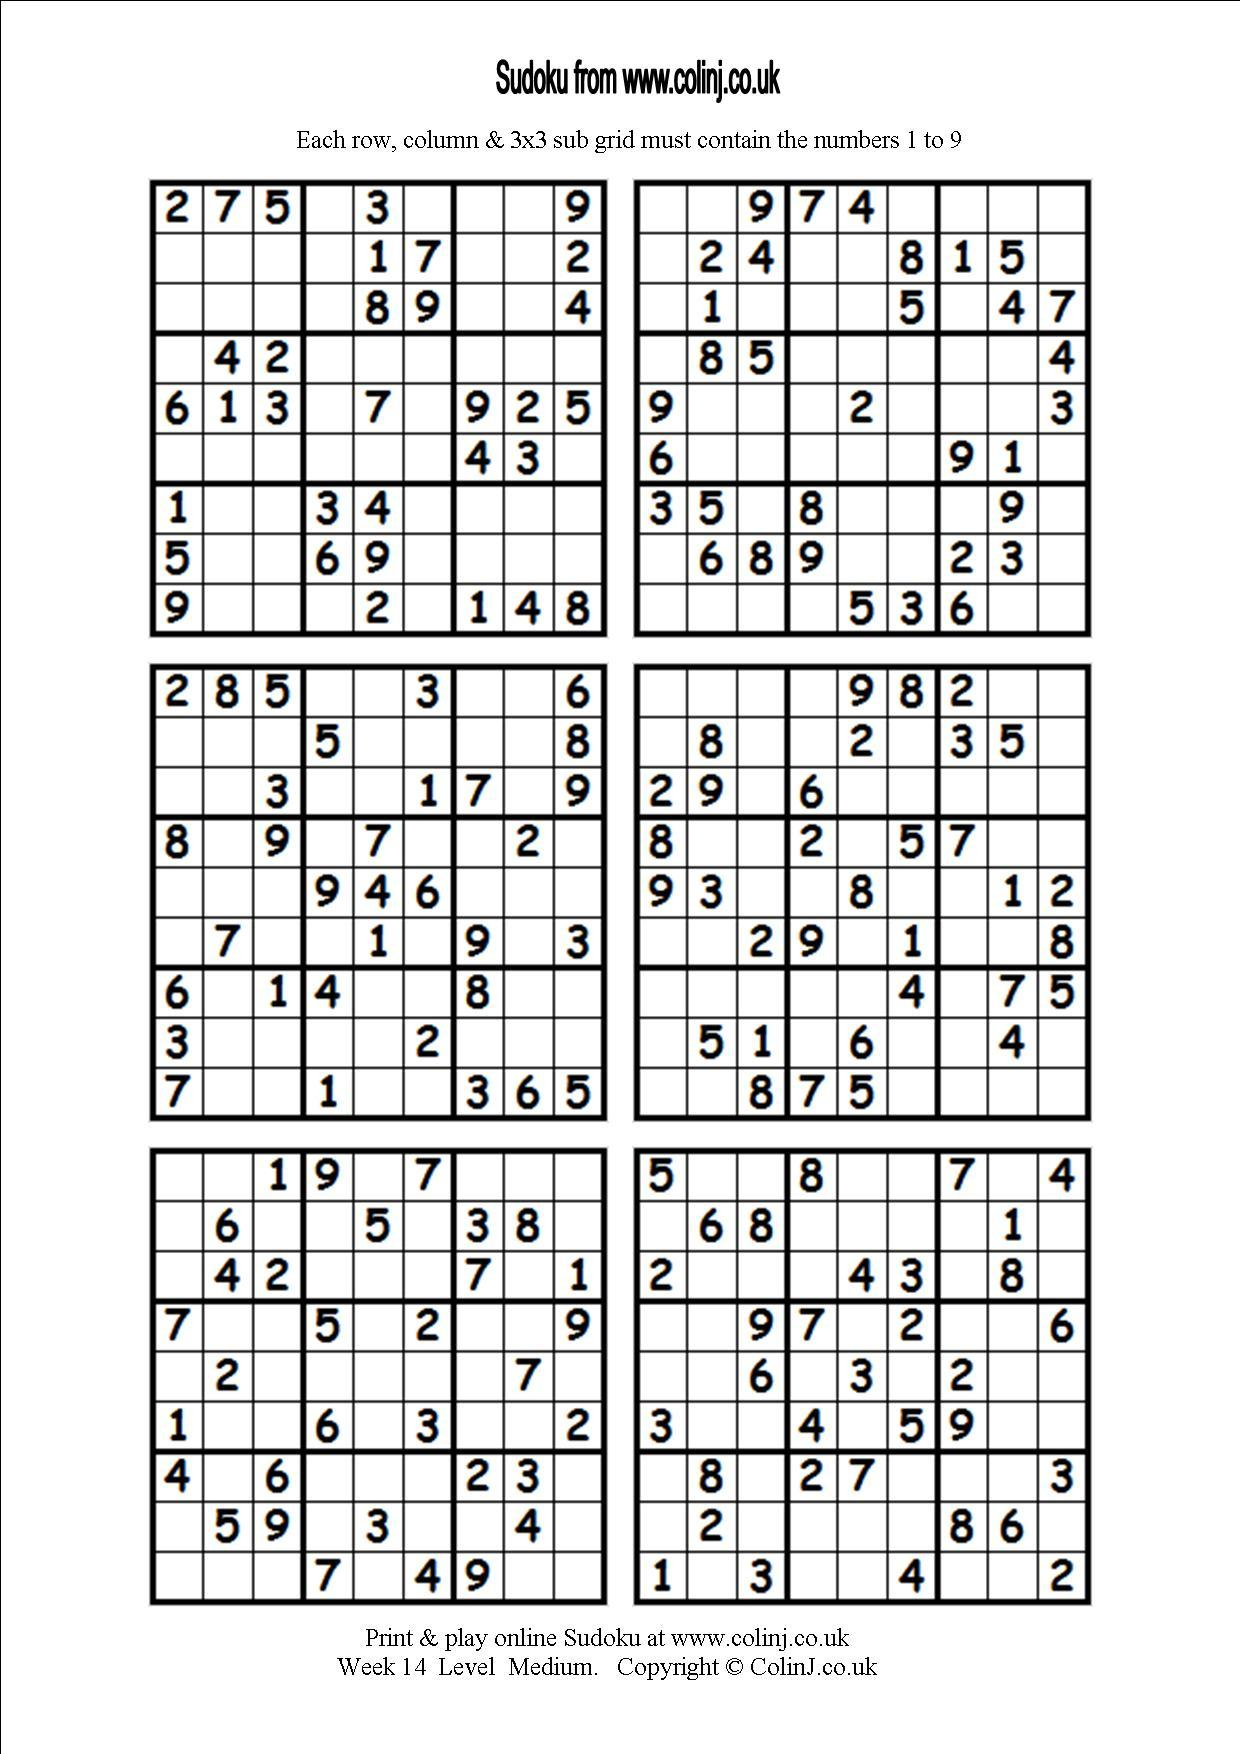 Sudoku from www.colinj.co.uk
Each row, column & 3x3 sub grid must contain the numbers 1 to 9
2 7 5 3 9
1 7 2
8 9 4
4 2
6 1 3 7 9 2 5
4 3
1 3 4
5 6 9
9 2 1 4 8
9 7 4
2 4 8 1 5
1 5 4 7
8 5 4
9 2 3
6 9 1
3 5 8 9
6 8 9 2 3
5 3 6
2 8 5 3 6
5 8
3 1 7 9
8 9 7 2
9 4 6
7 1 9 3
6 1 4 8
3 2
7 1 3 6 5
9 8 2
8 2 3 5
2 9 6
8 2 5 7
9 3 8 1 2
2 9 1 8
4 7 5
5 1 6 4
8 7 5
1 9 7
6 5 3 8
4 2 7 1
7 5 2 9
2 7
1 6 3 2
4 6 2 3
5 9 3 4
7 4 9
5 8 7 4
6 8 1
2 4 3 8
9 7 2 6
6 3 2
3 4 5 9
8 2 7 3
2 8 6
1 3 4 2
Print & play online Sudoku at www.colinj.co.uk
Week 14 Level Medium. Copyright © ColinJ.co.uk